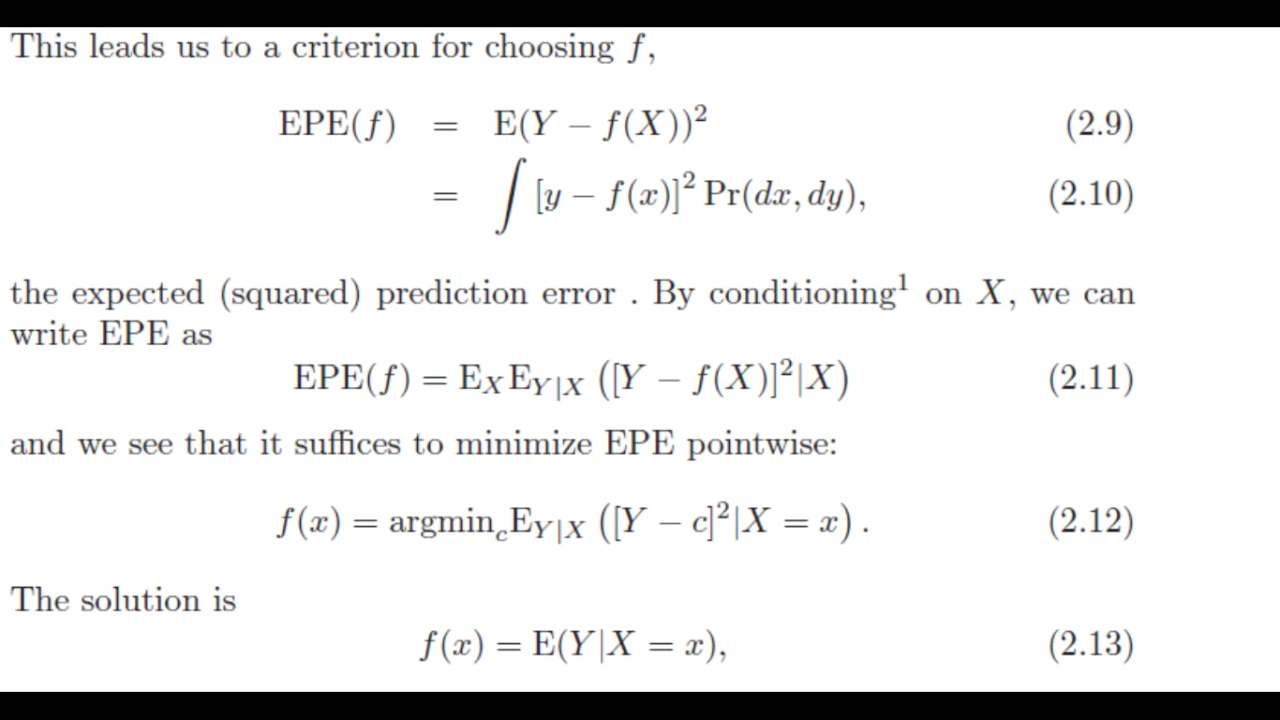 This leads us to a criterion for choosing f,
EPE(f) = E(Y − f(X))² (2.9)
= ∫ [y − f(x)]² Pr(dx, dy), (2.10)
the expected (squared) prediction error . By conditioning¹ on X, we can
write EPE as
EPE(f) = E_X E_{Y|X} ([Y − f(X)]²|X) (2.11)
and we see that it suffices to minimize EPE pointwise:
f(x) = argmin_c E_{Y|X} ([Y − c]²|X = x) . (2.12)
The solution is
f(x) = E(Y|X = x), (2.13)